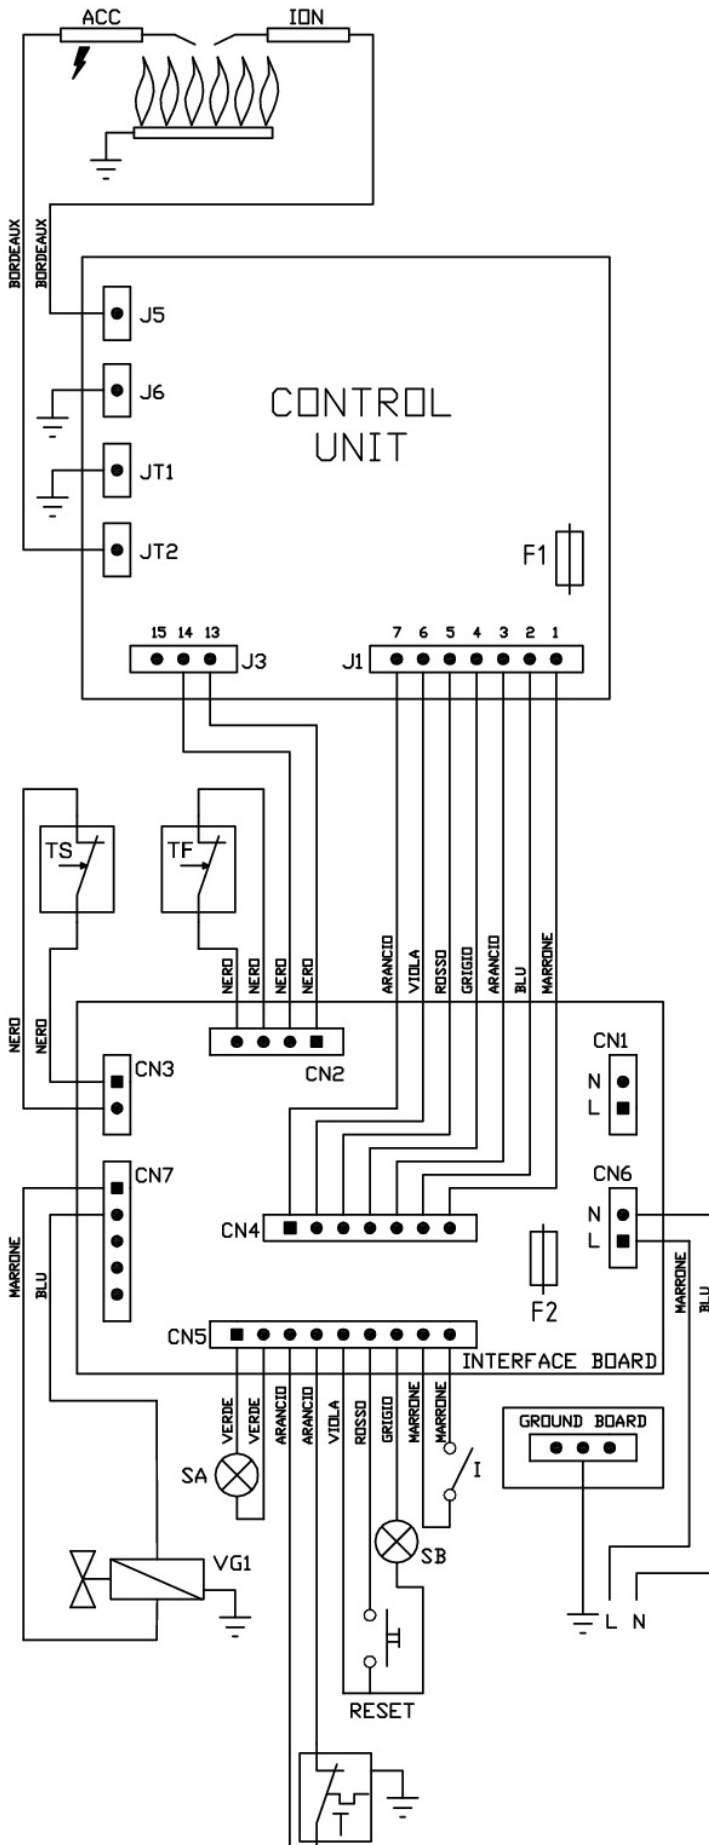 ACC ION
BORDEAUX
BORDEAUX
J5
J6
JT1
JT2
CONTROL
UNIT
F1
15 14 13
J3
7 6 5 4 3 2 1
J1
TS
TF
NERO
NERO
NERO
NERO
ARANCIO
VIOLA
ROSSO
GRIGIO
ARANCIO
BLU
MARRONE
NERO
NERO
CN3
CN2
CN1
N
L
CN7
CN6
N
L
CN4
F2
MARRONE
BLU
MARRONE
BLU
CN5
INTERFACE BOARD
VERDE
VERDE
ARANCIO
ARANCIO
VIOLA
ROSSO
GRIGIO
MARRONE
MARRONE
GROUND BOARD
SA
I
SB
VG1
L N
RESET
T